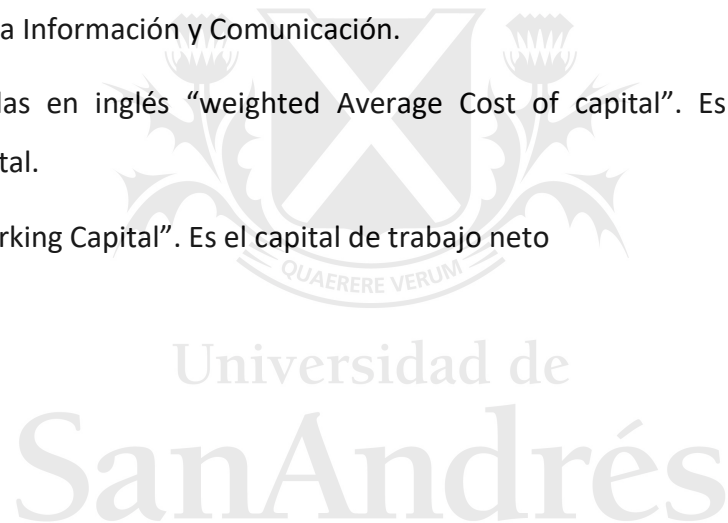 a Información y Comunicación.
las en inglés “weighted Average Cost of capital”. Es
tal.
rking Capital”. Es el capital de trabajo neto
QUAERERE VERUM
Universidad de
SanAndrés